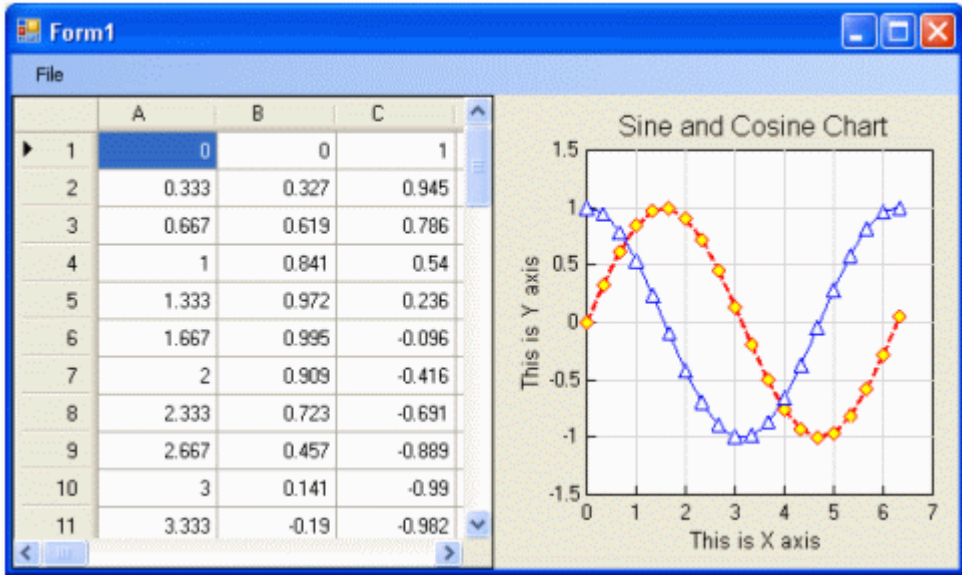 Form1
File
A B C
1 0 0 1
2 0.333 0.327 0.945
3 0.667 0.619 0.786
4 1 0.841 0.54
5 1.333 0.972 0.236
6 1.667 0.995 -0.096
7 2 0.909 -0.416
8 2.333 0.723 -0.691
9 2.667 0.457 -0.889
10 3 0.141 -0.99
11 3.333 -0.19 -0.982
Sine and Cosine Chart
1.5
1
0.5
0
-0.5
-1
-1.5
This is Y axis
0 1 2 3 4 5 6 7
This is X axis